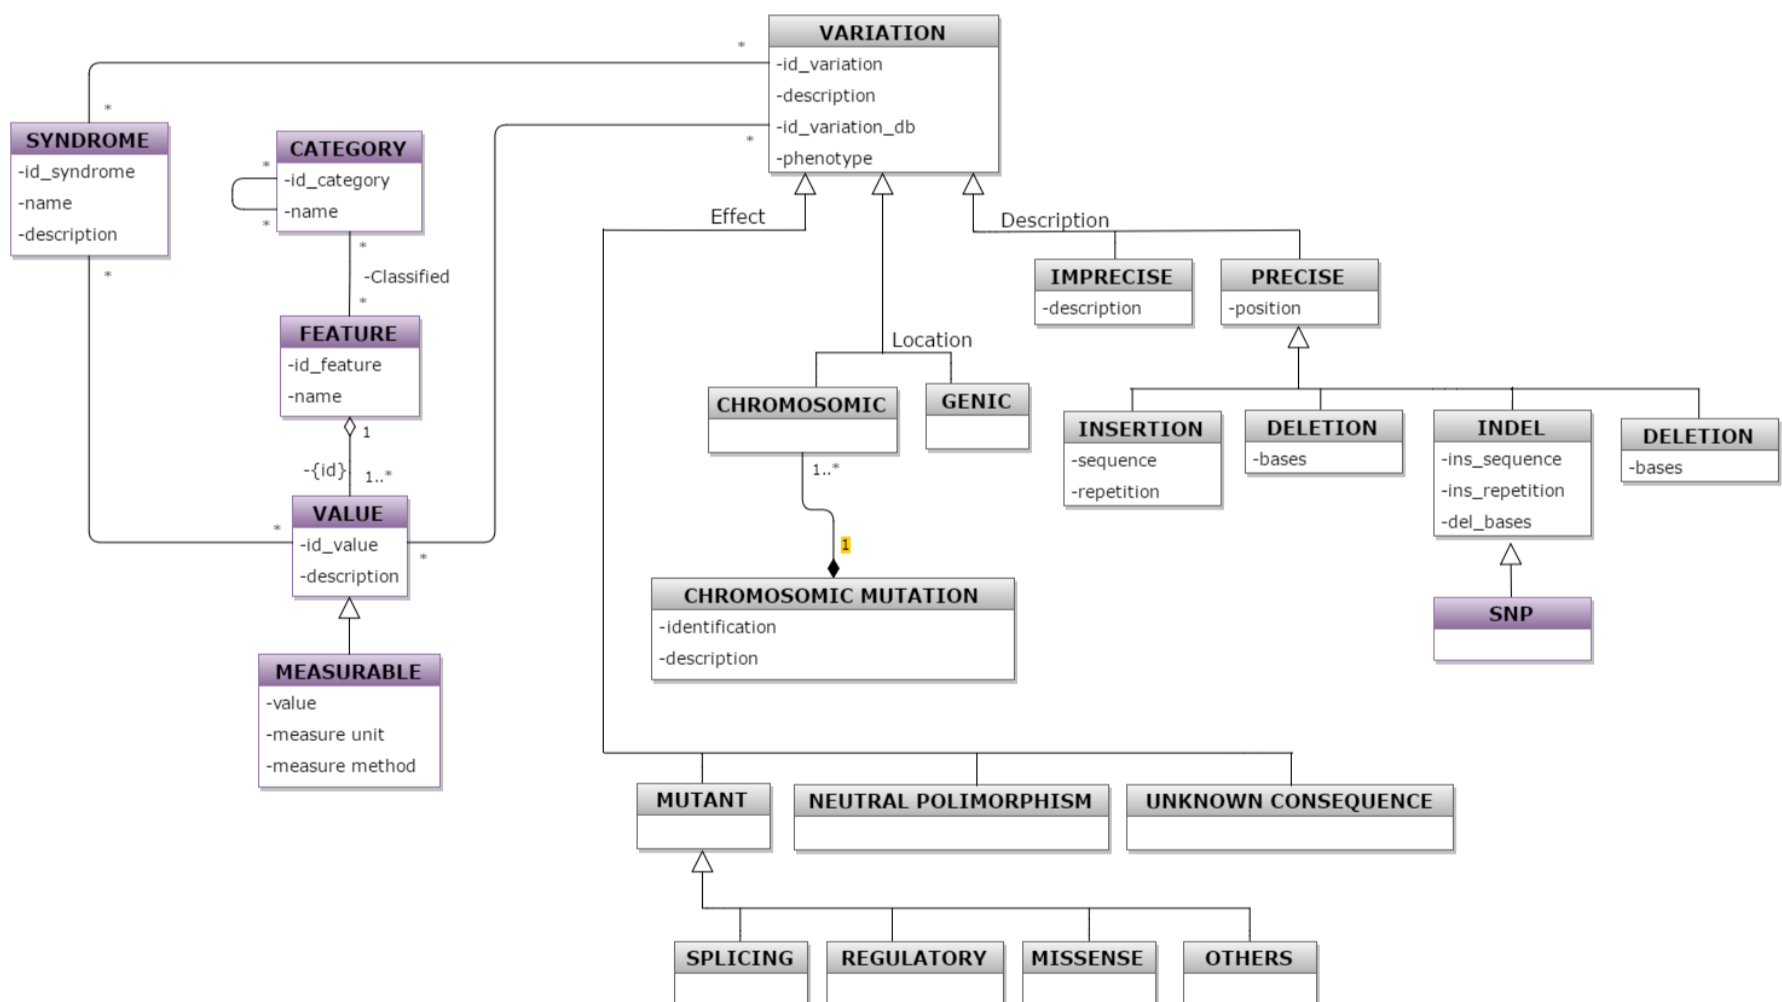 VARIATION
-id_variation
-description
-id_variation_db
-phenotype
*
*
*
SYNDROME
-id_syndrome
-name
-description
*
CATEGORY
-id_category
-name
*
*
*
-Classified
*
FEATURE
-id_feature
-name
1
-{id}
1..*
VALUE
-id_value
-description
*
*
MEASURABLE
-value
-measure unit
-measure method
Effect
Description
Location
IMPRECISE
-description
PRECISE
-position
CHROMOSOMIC
GENIC
1..*
1
CHROMOSOMIC MUTATION
-identification
-description
INSERTION
-sequence
-repetition
DELETION
-bases
INDEL
-ins_sequence
-ins_repetition
-del_bases
DELETION
-bases
SNP
MUTANT
NEUTRAL POLIMORPHISM
UNKNOWN CONSEQUENCE
SPLICING
REGULATORY
MISSENSE
OTHERS